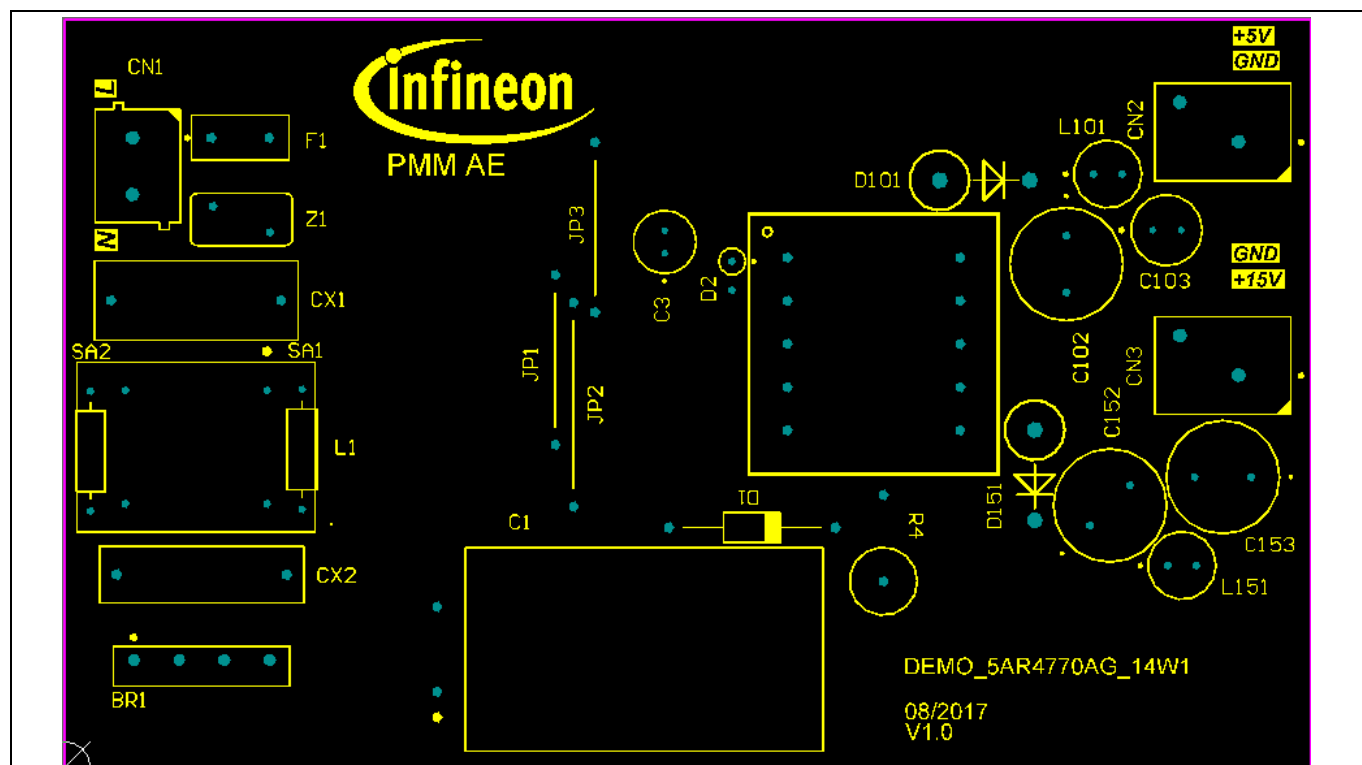 +5V
GND
CN1
L
infineon
PMM AE
F1
L101
CN2
D101
Z1
JP3
N
GND
+15V
C3
D2
C103
CX1
C102
CN3
SA2
SA1
JP1
JP2
C152
L1
D1
D151
C1
R4
C153
CX2
L151
DEMO_5AR4770AG_14W1
BR1
08/2017
V1.0